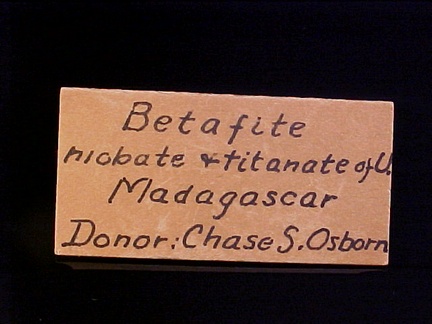 Betafite
niobate & titanate of U.
Madagascar
Donor: Chase S. Osborn